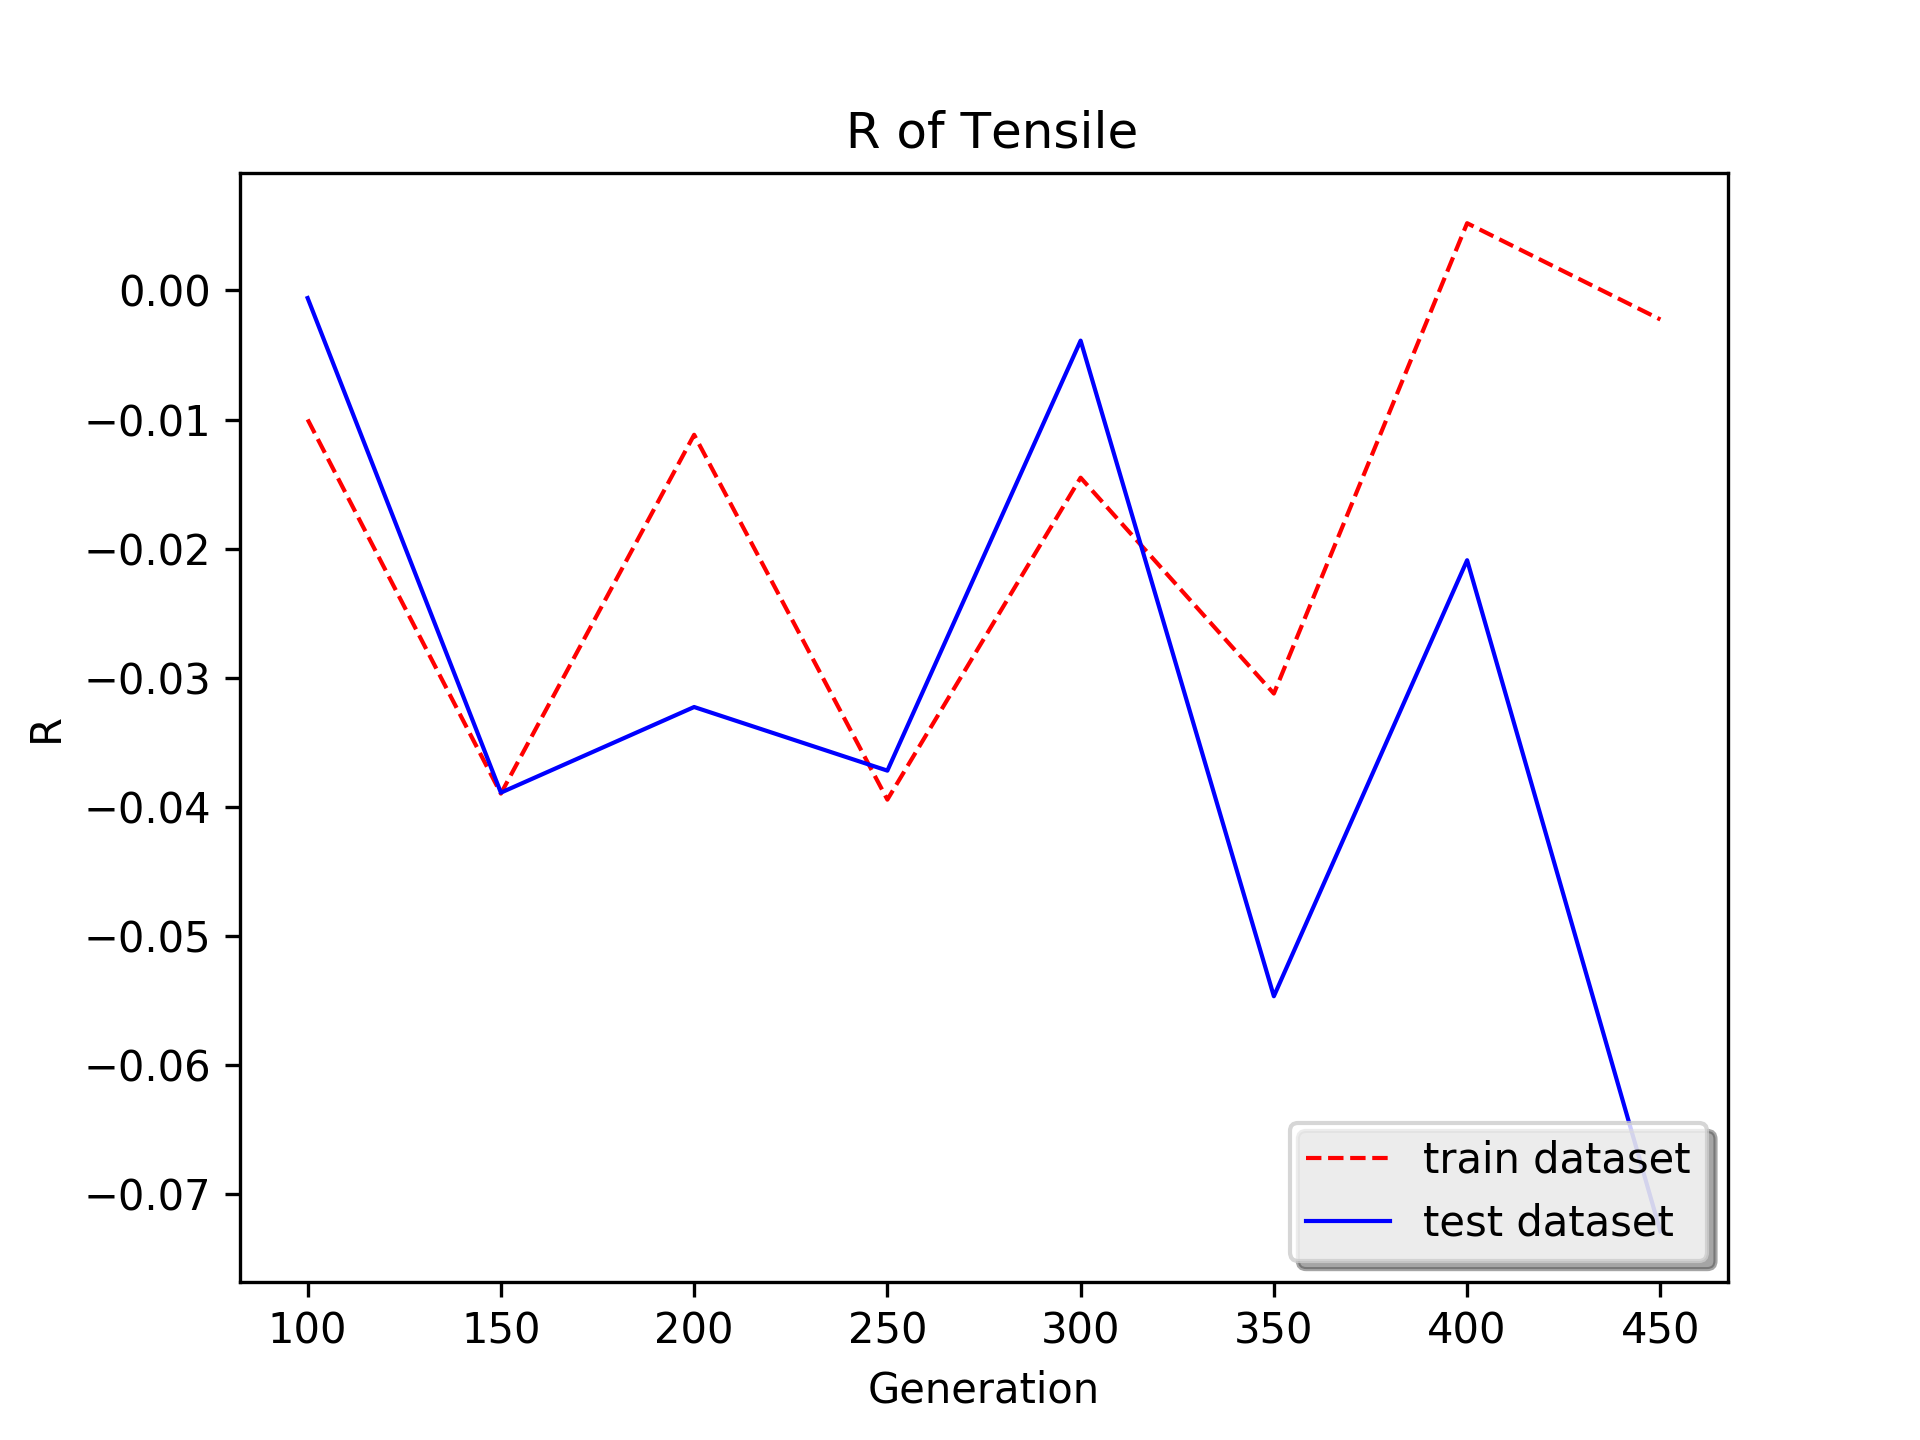 R of Tensile
0.00
−0.01
−0.02
−0.03
−0.04
−0.05
−0.06
−0.07
R
train dataset
test dataset
100 150 200 250 300 350 400 450
Generation